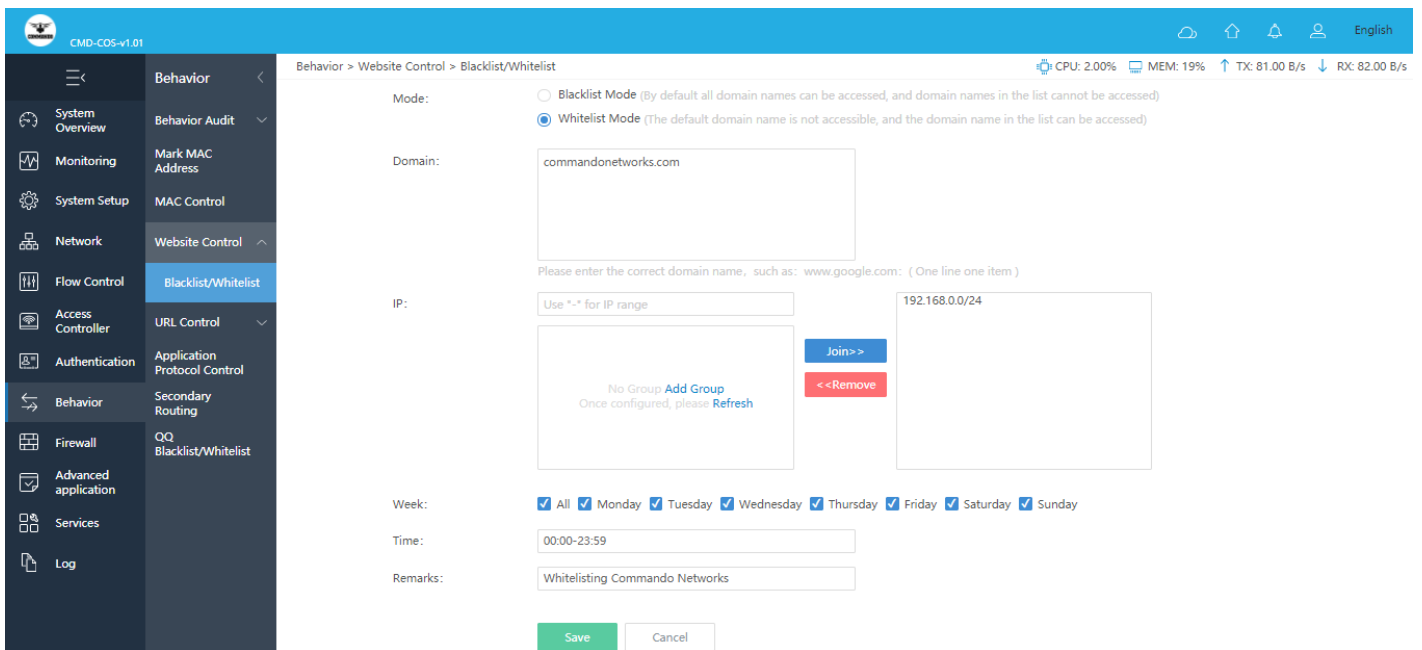 CMD-COS-v1.01
English
Behavior
Behavior > Website Control > Blacklist/Whitelist
CPU: 2.00% MEM: 19% TX: 81.00 B/s RX: 82.00 B/s
System Overview
Monitoring
System Setup
Network
Flow Control
Access Controller
Authentication
Behavior
Firewall
Advanced application
Services
Log
Behavior Audit
Mark MAC Address
MAC Control
Website Control
Blacklist/Whitelist
URL Control
Application Protocol Control
Secondary Routing
QQ Blacklist/Whitelist
Mode:
Blacklist Mode (By default all domain names can be accessed, and domain names in the list cannot be accessed)
Whitelist Mode (The default domain name is not accessible, and the domain name in the list can be accessed)
Domain:
commandonetworks.com
Please enter the correct domain name，such as：www.google.com：( One line one item )
IP:
Use "-" for IP range
192.168.0.0/24
No Group Add Group
Once configured, please Refresh
Join>>
<<Remove
Week:
All Monday Tuesday Wednesday Thursday Friday Saturday Sunday
Time:
00:00-23:59
Remarks:
Whitelisting Commando Networks
Save
Cancel